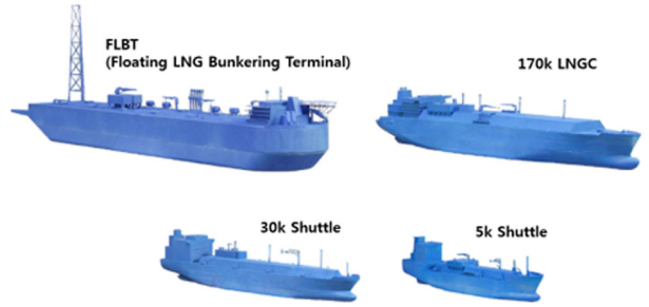 FLBT
(Floating LNG Bunkering Terminal)
170k LNGC
30k Shuttle
5k Shuttle